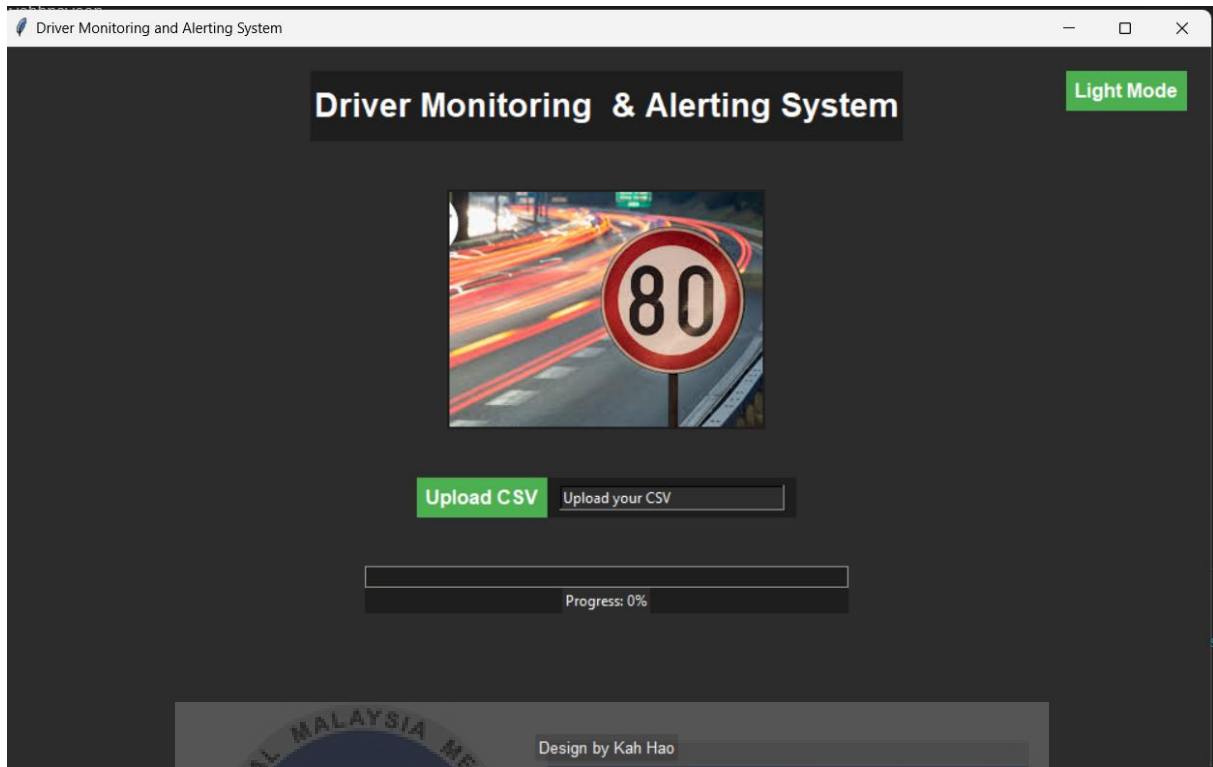 Driver Monitoring and Alerting System
Driver Monitoring  & Alerting System
Light Mode
80
Upload CSV
Upload your CSV
Progress: 0%
MALAYSIA
Design by Kah Hao